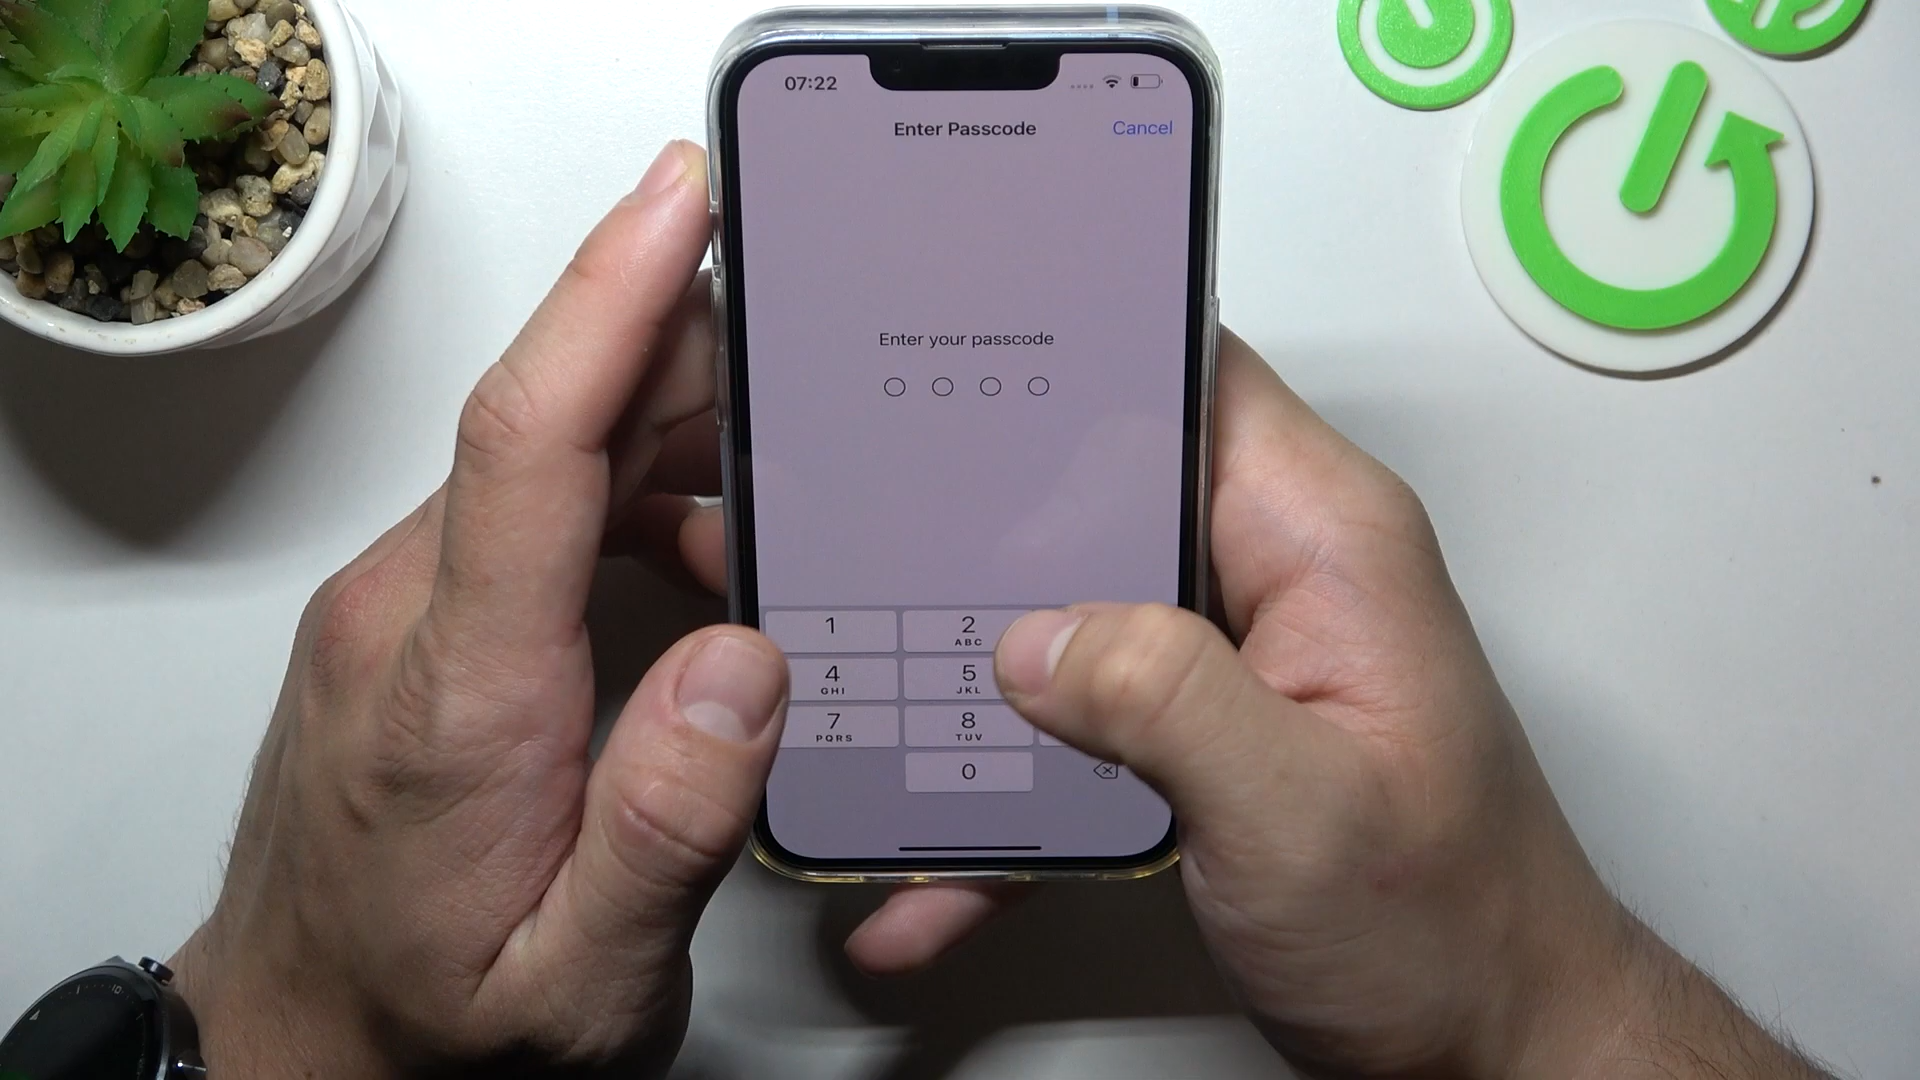 07:22
Enter Passcode
Cancel
Enter your passcode
1
2
ABC
4
GHI
5
JKL
7
PQRS
8
TUV
0
10